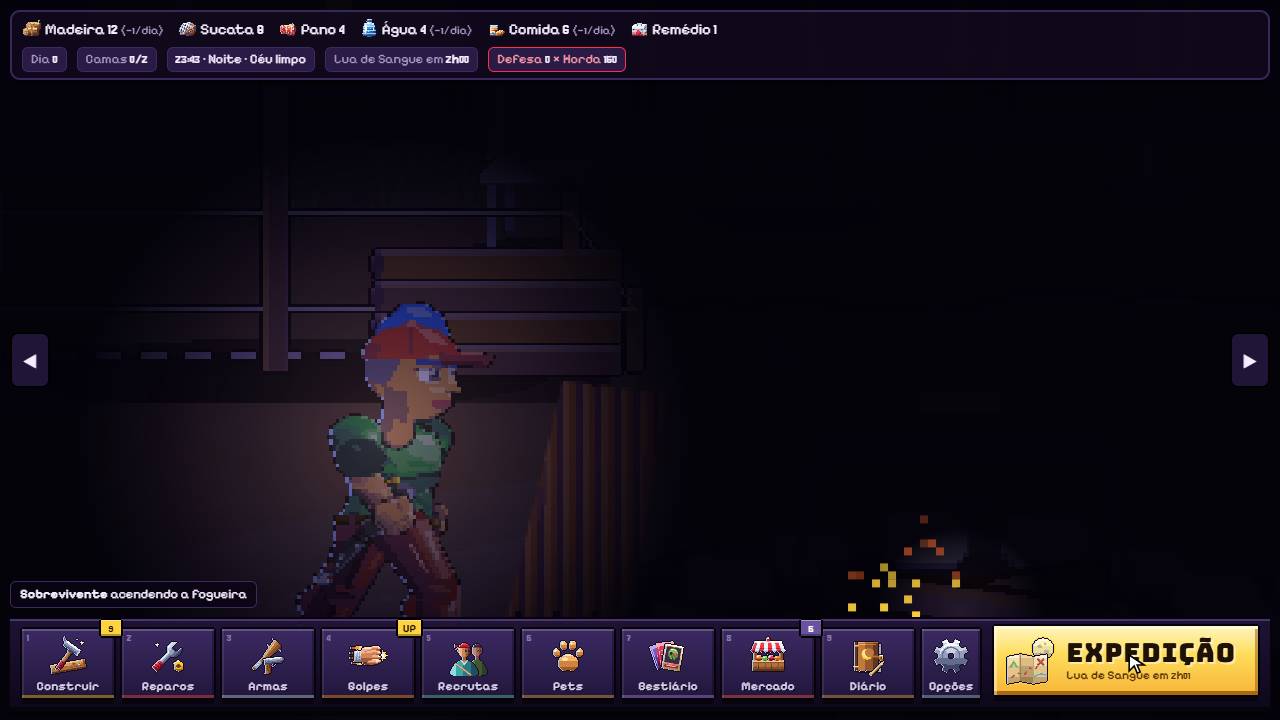 Madeira 12 (-1/dia) Sucata 8 Pano 4 Água 4 (-1/dia) Comida 6 (-1/dia) Remédio 1
Dia 0 Camas 0/2 23:43 · Noite · Céu limpo Lua de Sangue em 2h00 Defesa 0 × Horda 160
◀ ▶
Sobrevivente acendendo a fogueira
1 9 2 3 4 UP 5 6 7 8 6 9
Construir Reparos Armas Golpes Recrutas Pets Bestiário Mercado Diário Opções
EXPEDIÇÃO
Lua de Sangue em 2h01